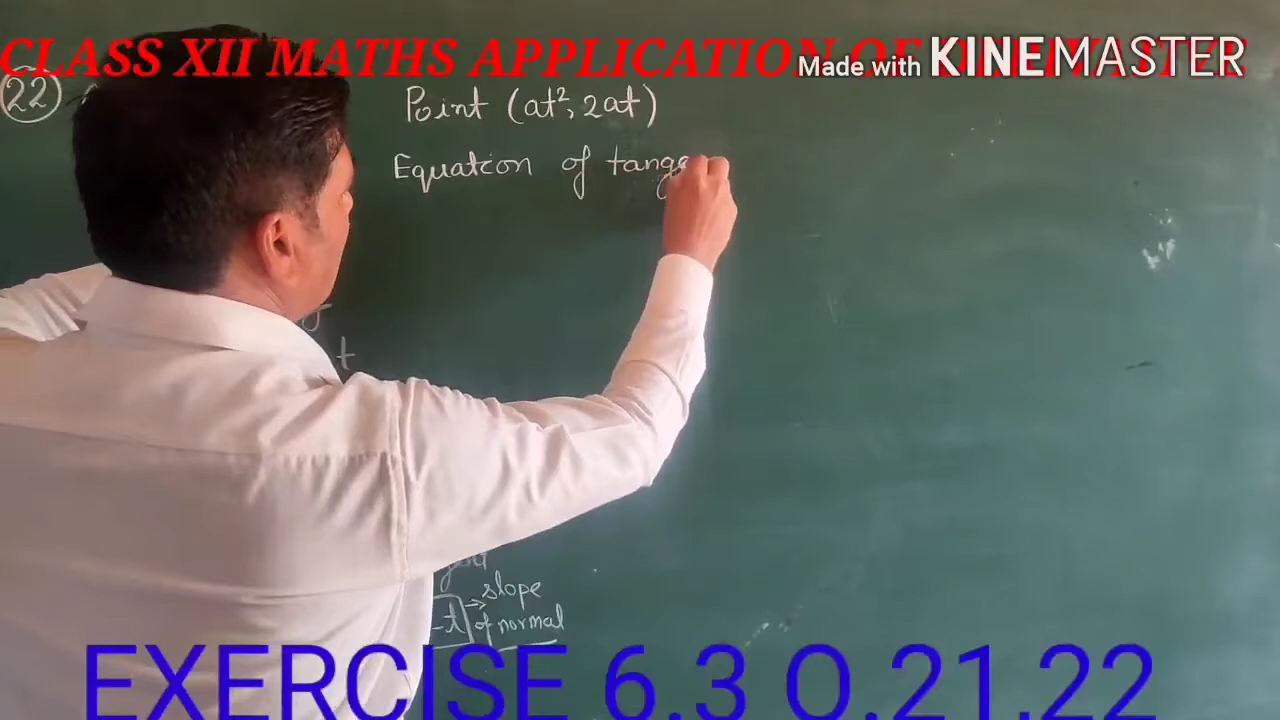 CLASS XII MATHS APPLICATION OF
Made with KINEMASTER
22
Point (at², 2at)
Equation of tange
t
→ slope
-t of normal
EXERCISE 6.3 Q.21,22